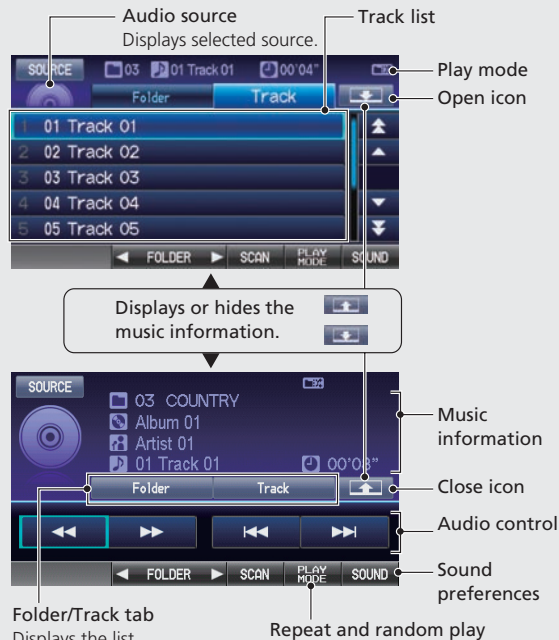 Audio source
Displays selected source.
Track list
SOURCE
03 01 Track 01 00'04"
Play mode
Folder Track
Open icon
1 01 Track 01
2 02 Track 02
3 03 Track 03
4 04 Track 04
5 05 Track 05
◄ FOLDER ► SCAN PLAY MODE SOUND
Displays or hides the
music information.
SOURCE
03 COUNTRY
Album 01
Artist 01
01 Track 01 00'03"
Music
information
Folder Track
Close icon
Audio control
◄ FOLDER ► SCAN PLAY MODE SOUND
Sound
preferences
Folder/Track tab
Displays the list.
Repeat and random play